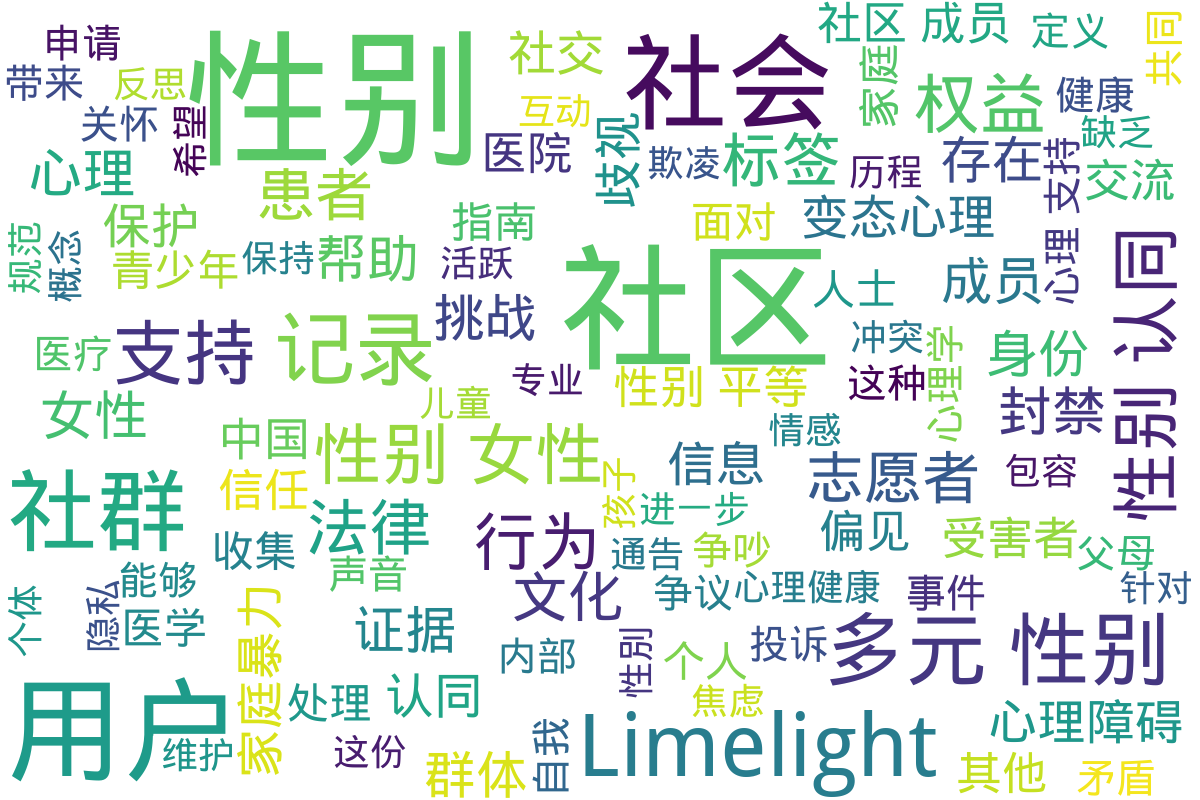 申请
性别
社交
社会
社区
成员
定义
共同
带来
反思
关怀
希望
互动
医院
歧视
欺凌
标签
家庭
权益
健康
缺乏
历程
存在
支持
交流
心理
患者
保护
指南
面对
变态心理
规范
概念
青少年
保持
帮助
活跃
社区
人士
成员
心理
性别 认同
医疗
支持
记录
挑战
冲突
心理学
身份
专业
性别 平等
这种
女性
儿童
封禁
中国
性别 女性
情感
信息
志愿者
包容
信任
孩子
社群
法律
行为
进一步
偏见
受害者
父母
收集
声音
通告
争吵
能够
文化
争议
心理健康
事件
针对
个体
隐私
医学
家庭暴力
证据
内部
性别
个人
投诉
多元 性别
用户
处理
认同
焦虑
维护
这份
群体
自我
Limelight
心理障碍
其他
矛盾